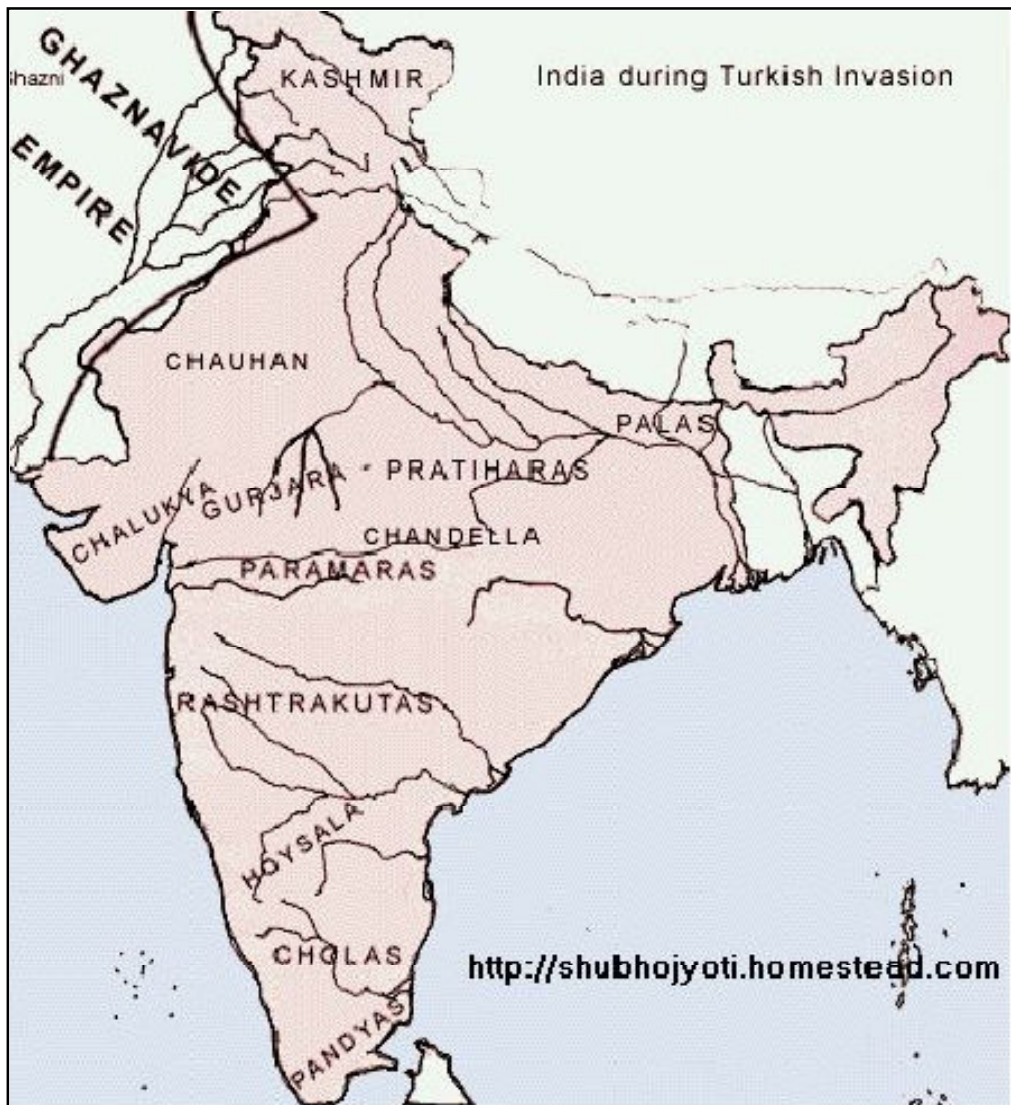 GHAZNAVIDE
EMPIRE
hazni
KASHMIR
India during Turkish Invasion
CHAUHAN
PALAS
CHALUKYA
GURJARA - PRATIHARAS
CHANDELLA
PARAMARAS
RASHTRAKUTAS
HOYSALA
CHOLAS
http://shubhojyoti.homestead.com
PANDYAS